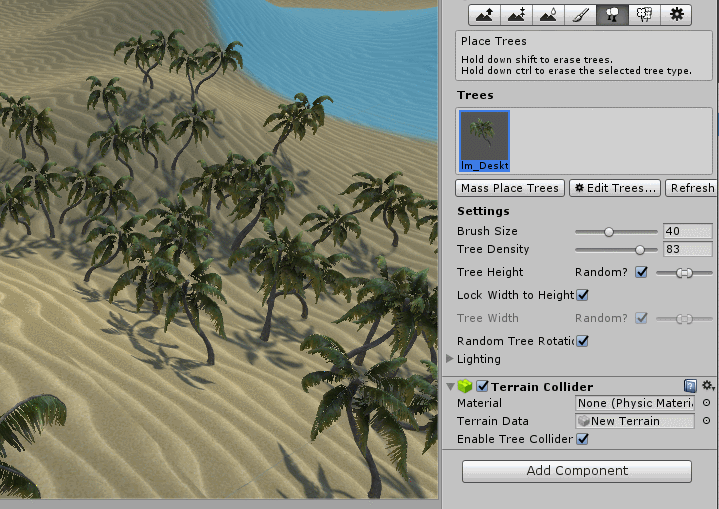 Place Trees
Hold down shift to erase trees.
Hold down ctrl to erase the selected tree type.
Trees
lm_Deskt
Mass Place Trees
Edit Trees...
Refresh
Settings
Brush Size 40
Tree Density 83
Tree Height Random?
Lock Width to Height
Tree Width Random?
Random Tree Rotatio
Lighting
Terrain Collider
Material None (Physic Materi
Terrain Data New Terrain
Enable Tree Collider
Add Component